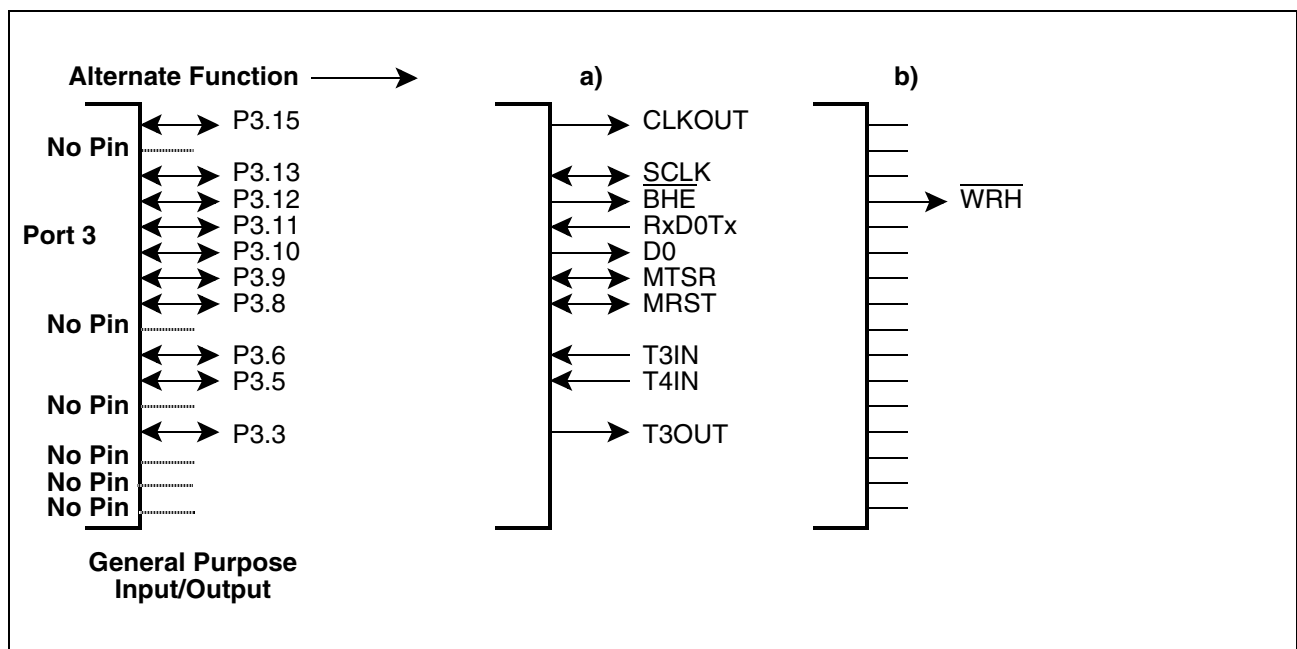 Alternate Function a) b)
P3.15 CLKOUT
No Pin
P3.13 SCLK
P3.12 BHE WRH
P3.11 RxD0Tx
Port 3
P3.10 D0
P3.9 MTSR
P3.8 MRST
No Pin
P3.6 T3IN
P3.5 T4IN
No Pin
P3.3 T3OUT
No Pin
No Pin
No Pin
General Purpose
Input/Output